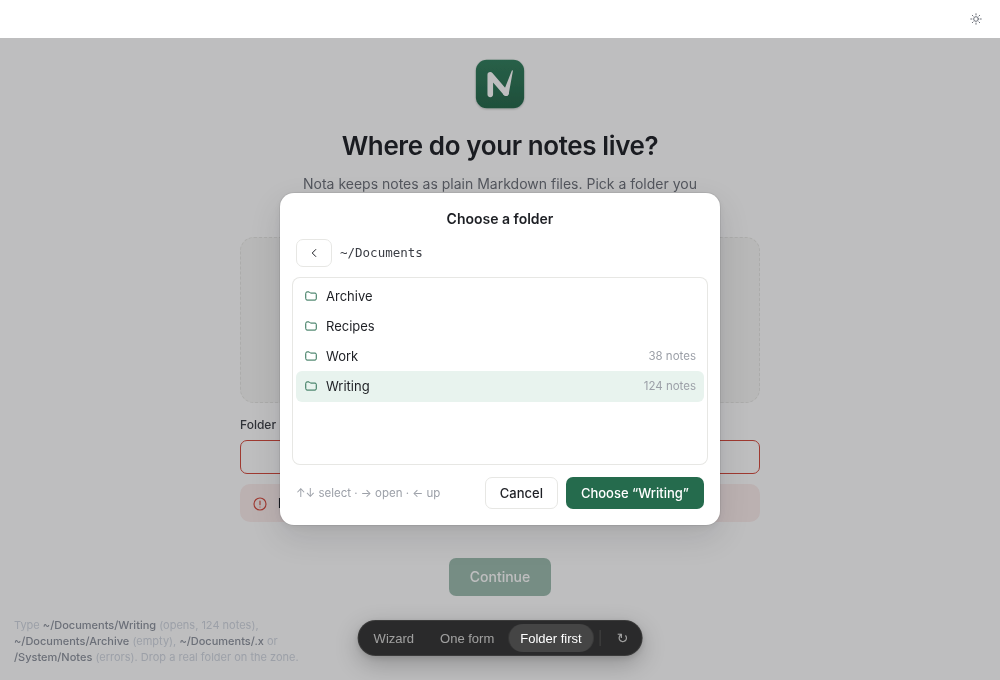 Where do your notes live?
Nota keeps notes as plain Markdown files. Pick a folder you
Choose a folder
~/Documents
Archive
Recipes
Work 38 notes
Writing 124 notes
Folder
↑↓ select · → open · ← up
Cancel
Choose “Writing”
Continue
Type ~/Documents/Writing (opens, 124 notes),
~/Documents/Archive (empty), ~/Documents/.x or
/System/Notes (errors). Drop a real folder on the zone.
Wizard
One form
Folder first